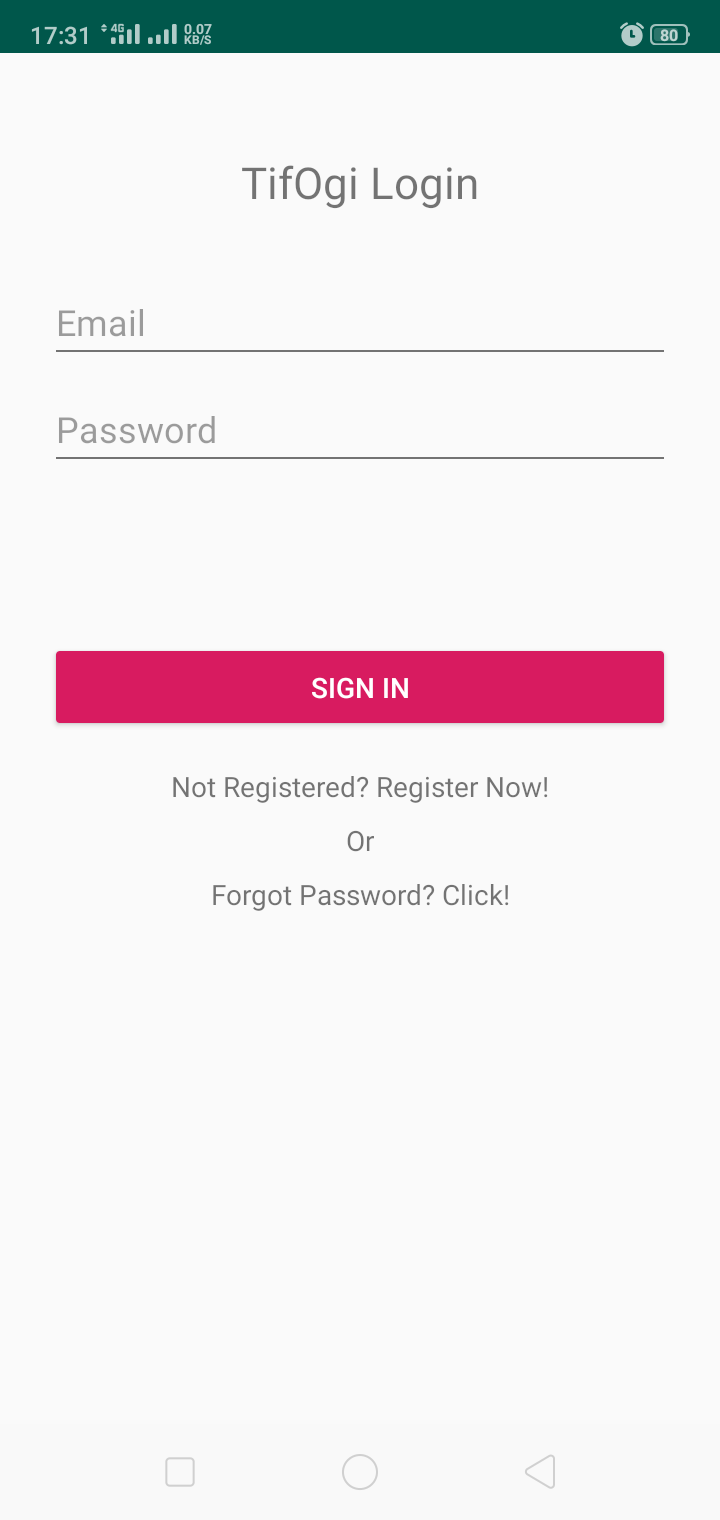 17:31 4G 0.07 KB/S 80
TifOgi Login
Email
Password
SIGN IN
Not Registered? Register Now!
Or
Forgot Password? Click!